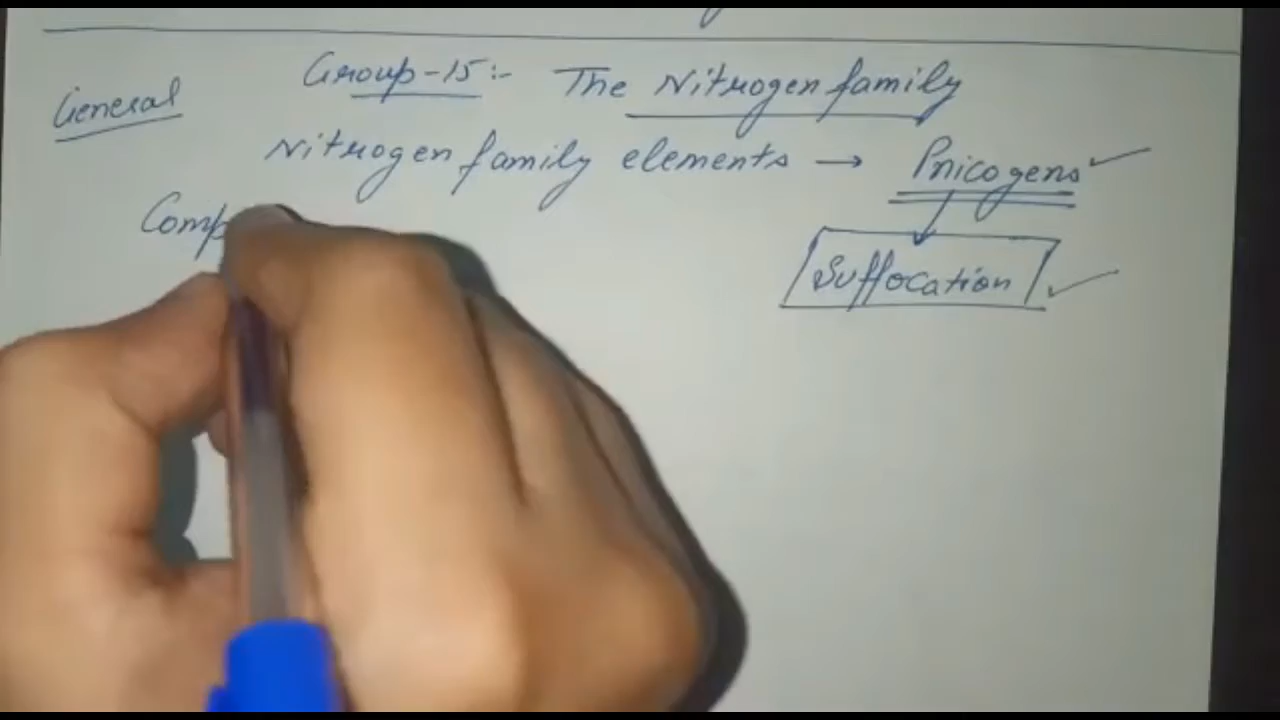 General
Group-15:- The Nitrogen family
Nitrogen family elements → Pnicogens
Suffocation
Comp